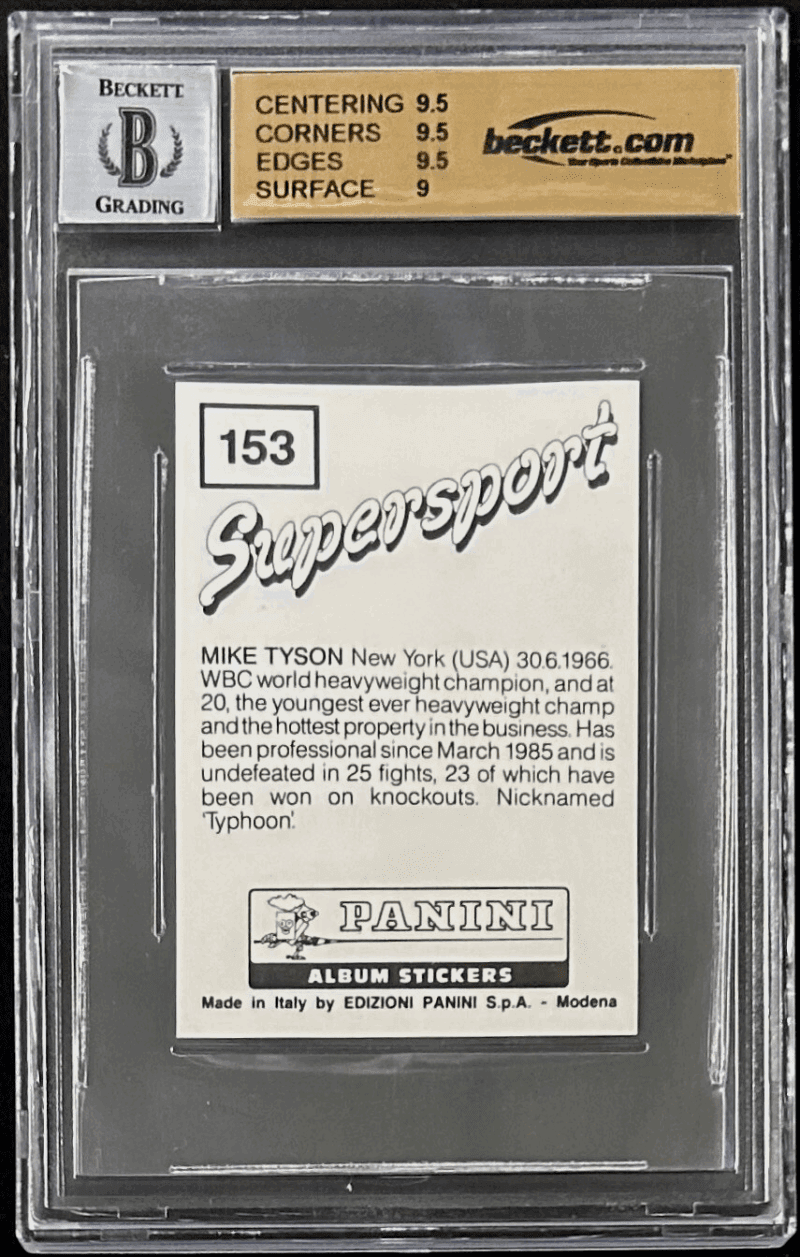 BECKETT
B
GRADING
CENTERING 9.5
CORNERS 9.5
EDGES 9.5
SURFACE 9
beckett.com
Your Sports Collectibles Marketplace™
153
Supersport
MIKE TYSON New York (USA) 30.6.1966.
WBC world heavyweight champion, and at
20, the youngest ever heavyweight champ
and the hottest property in the business. Has
been professional since March 1985 and is
undefeated in 25 fights, 23 of which have
been won on knockouts. Nicknamed
'Typhoon'.
PANINI
ALBUM STICKERS
Made in Italy by EDIZIONI PANINI S.p.A. - Modena